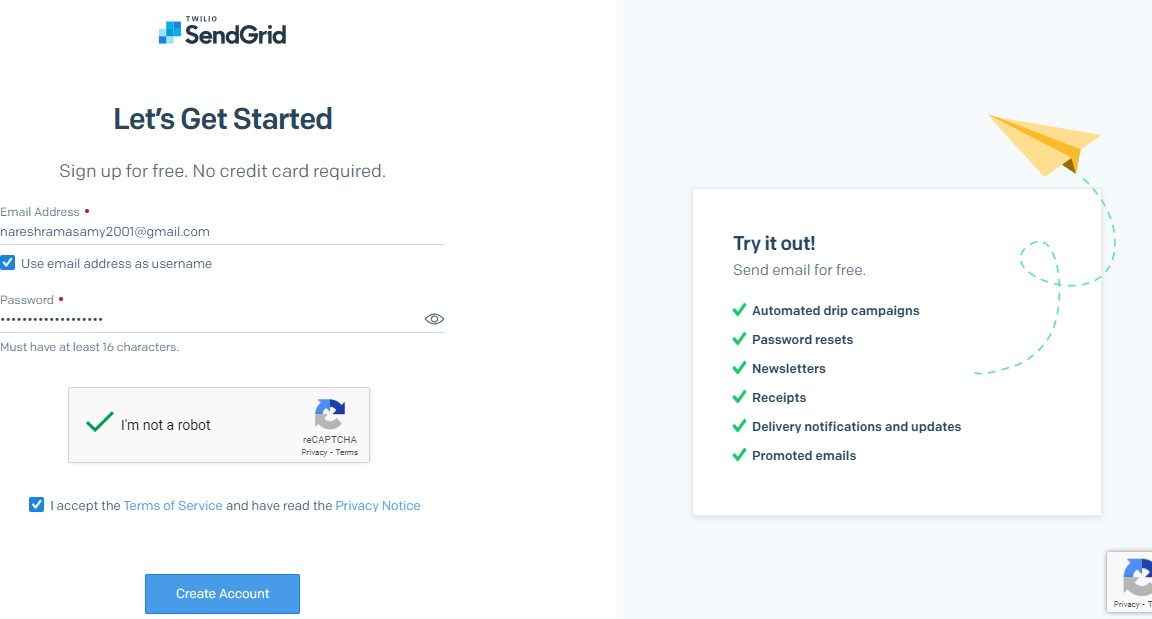 TWILIO
SendGrid
Let's Get Started
Sign up for free. No credit card required.
Email Address •
nareshramasamy2001@gmail.com
Use email address as username
Password •
•••••••••••••••••••
Must have at least 16 characters.
I'm not a robot
reCAPTCHA
Privacy - Terms
I accept the Terms of Service and have read the Privacy Notice
Create Account
Try it out!
Send email for free.
Automated drip campaigns
Password resets
Newsletters
Receipts
Delivery notifications and updates
Promoted emails
Privacy - T